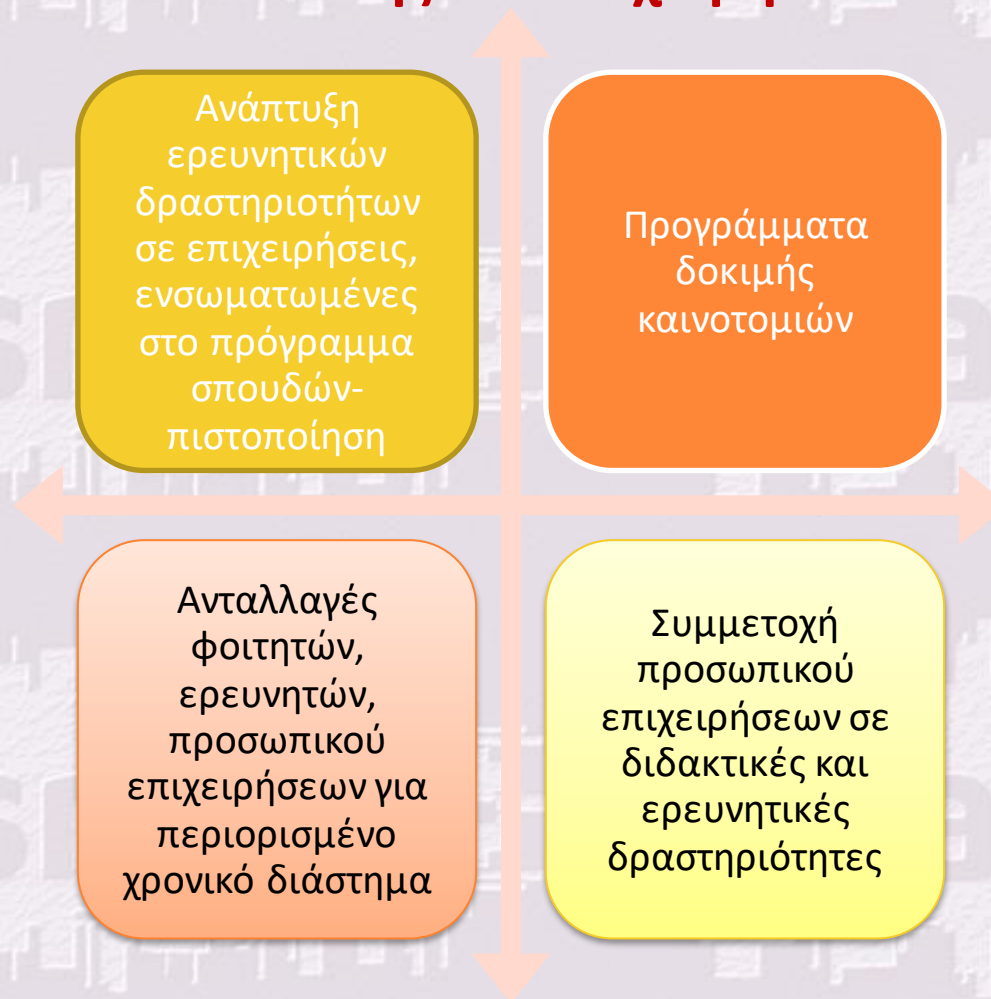 Ανάπτυξη
ερευνητικών
δραστηριοτήτων
σε επιχειρήσεις,
ενσωματωμένες
στο πρόγραμμα
σπουδών-
πιστοποίηση
Προγράμματα
δοκιμής
καινοτομιών
Ανταλλαγές
φοιτητών,
ερευνητών,
προσωπικού
επιχειρήσεων για
περιορισμένο
χρονικό διάστημα
Συμμετοχή
προσωπικού
επιχειρήσεων σε
διδακτικές και
ερευνητικές
δραστηριότητες